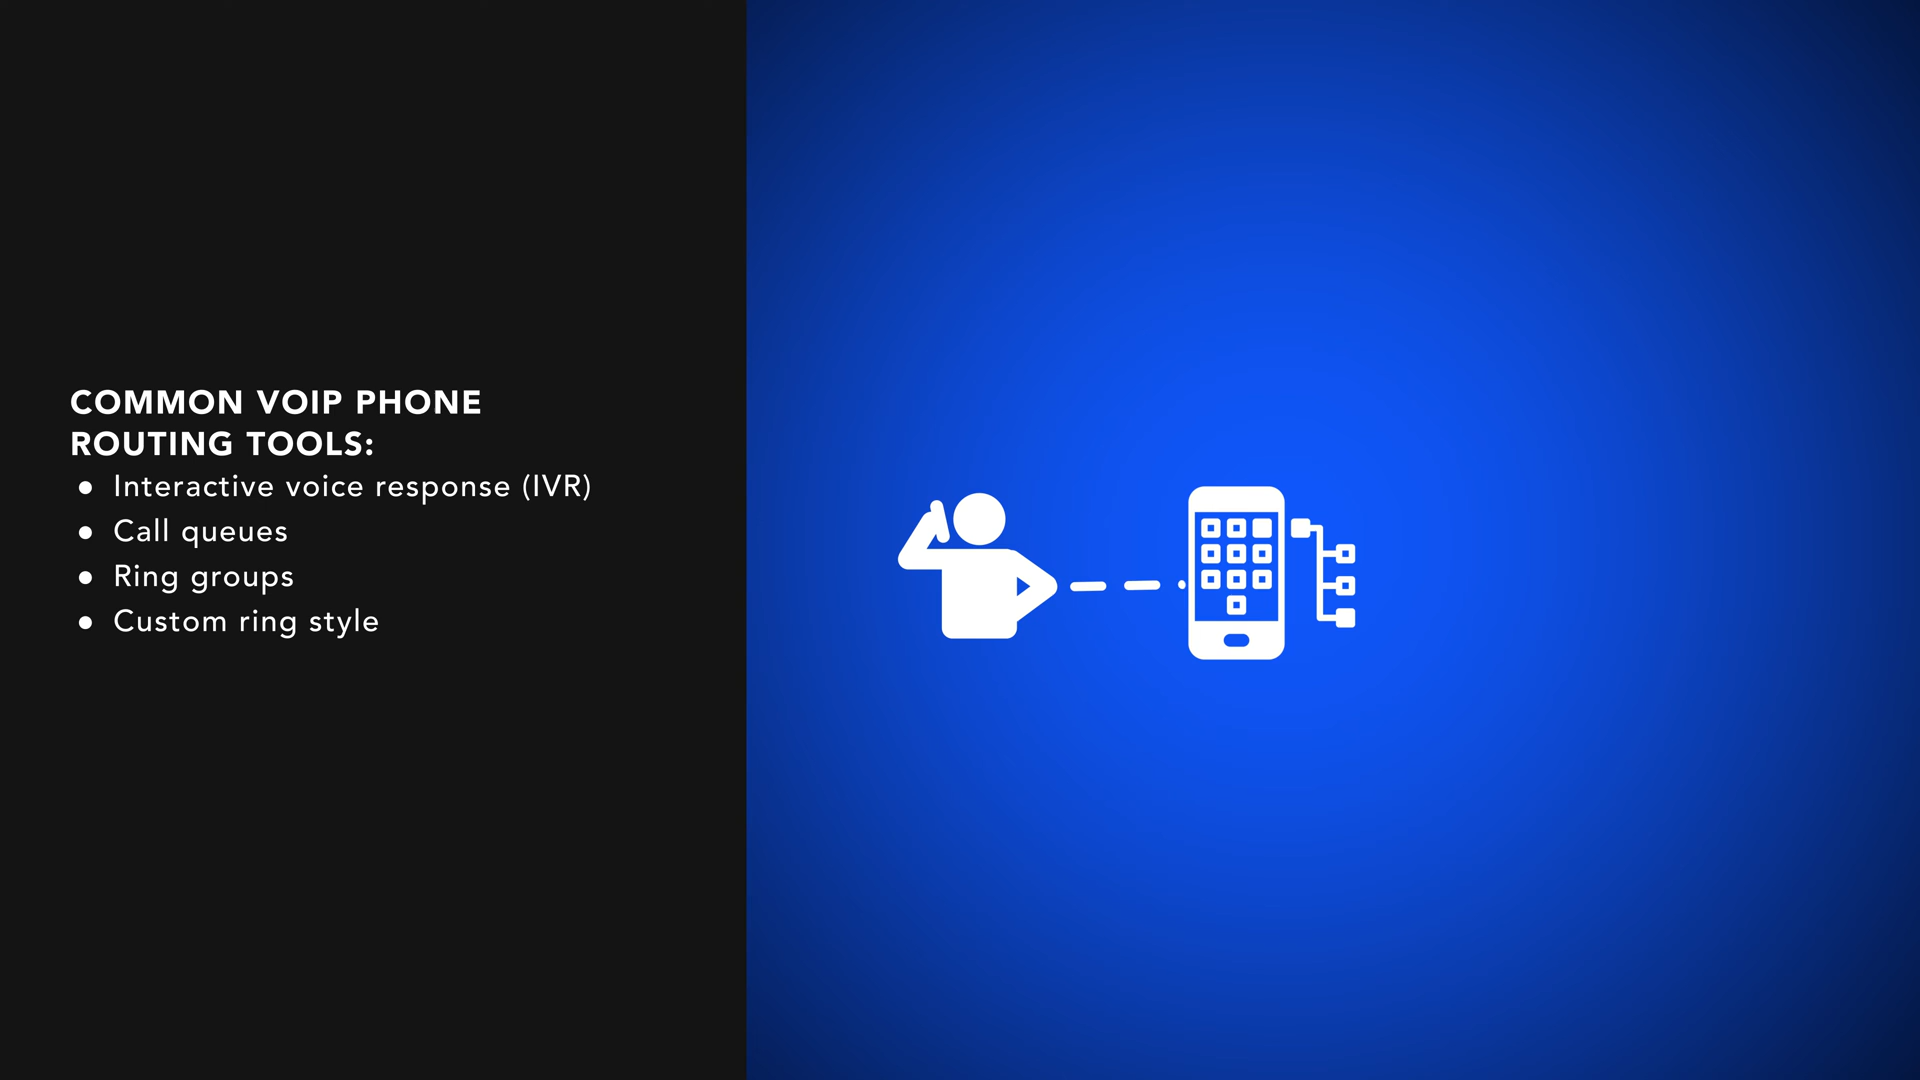 COMMON VOIP PHONE
ROUTING TOOLS:
● Interactive voice response (IVR)
● Call queues
● Ring groups
● Custom ring style